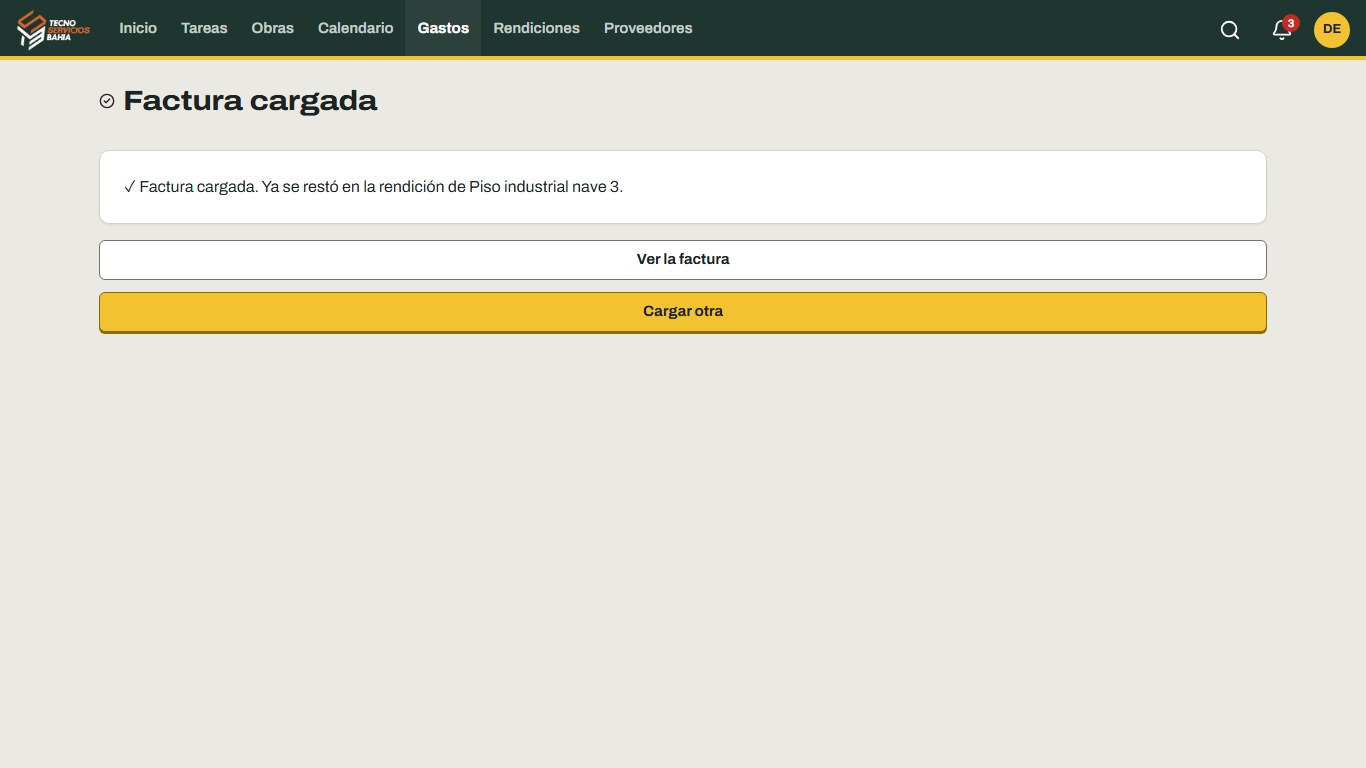 TECNO
SERVICIOS
BAHIA
Inicio
Tareas
Obras
Calendario
Gastos
Rendiciones
Proveedores
3
DE
Factura cargada
✓ Factura cargada. Ya se restó en la rendición de Piso industrial nave 3.
Ver la factura
Cargar otra